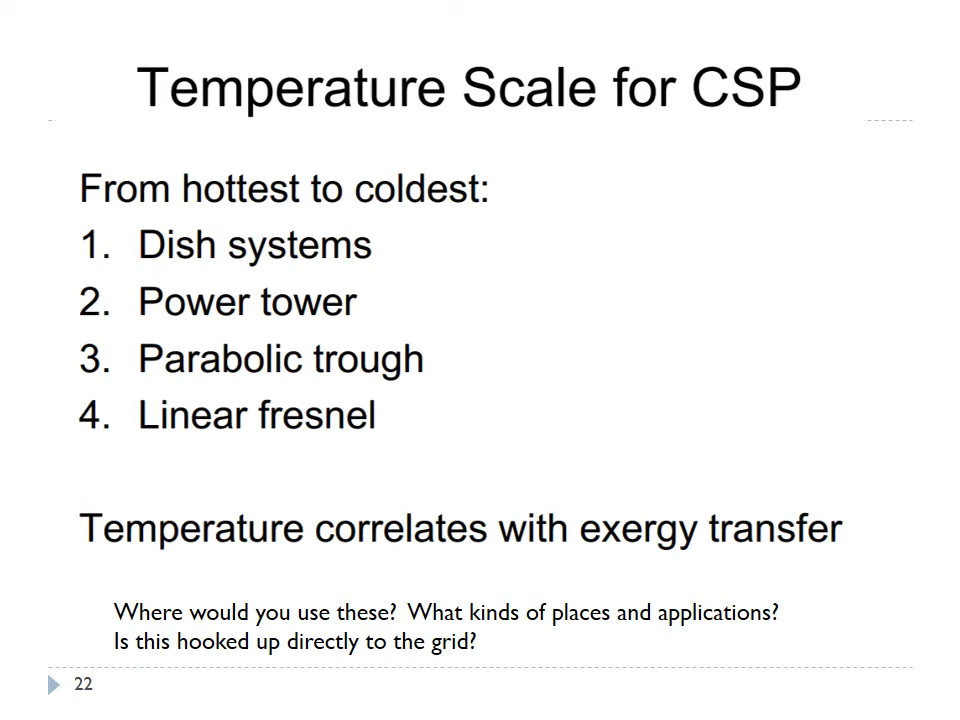 Temperature Scale for CSP
From hottest to coldest:
1. Dish systems
2. Power tower
3. Parabolic trough
4. Linear fresnel
Temperature correlates with exergy transfer
Where would you use these? What kinds of places and applications?
Is this hooked up directly to the grid?
22